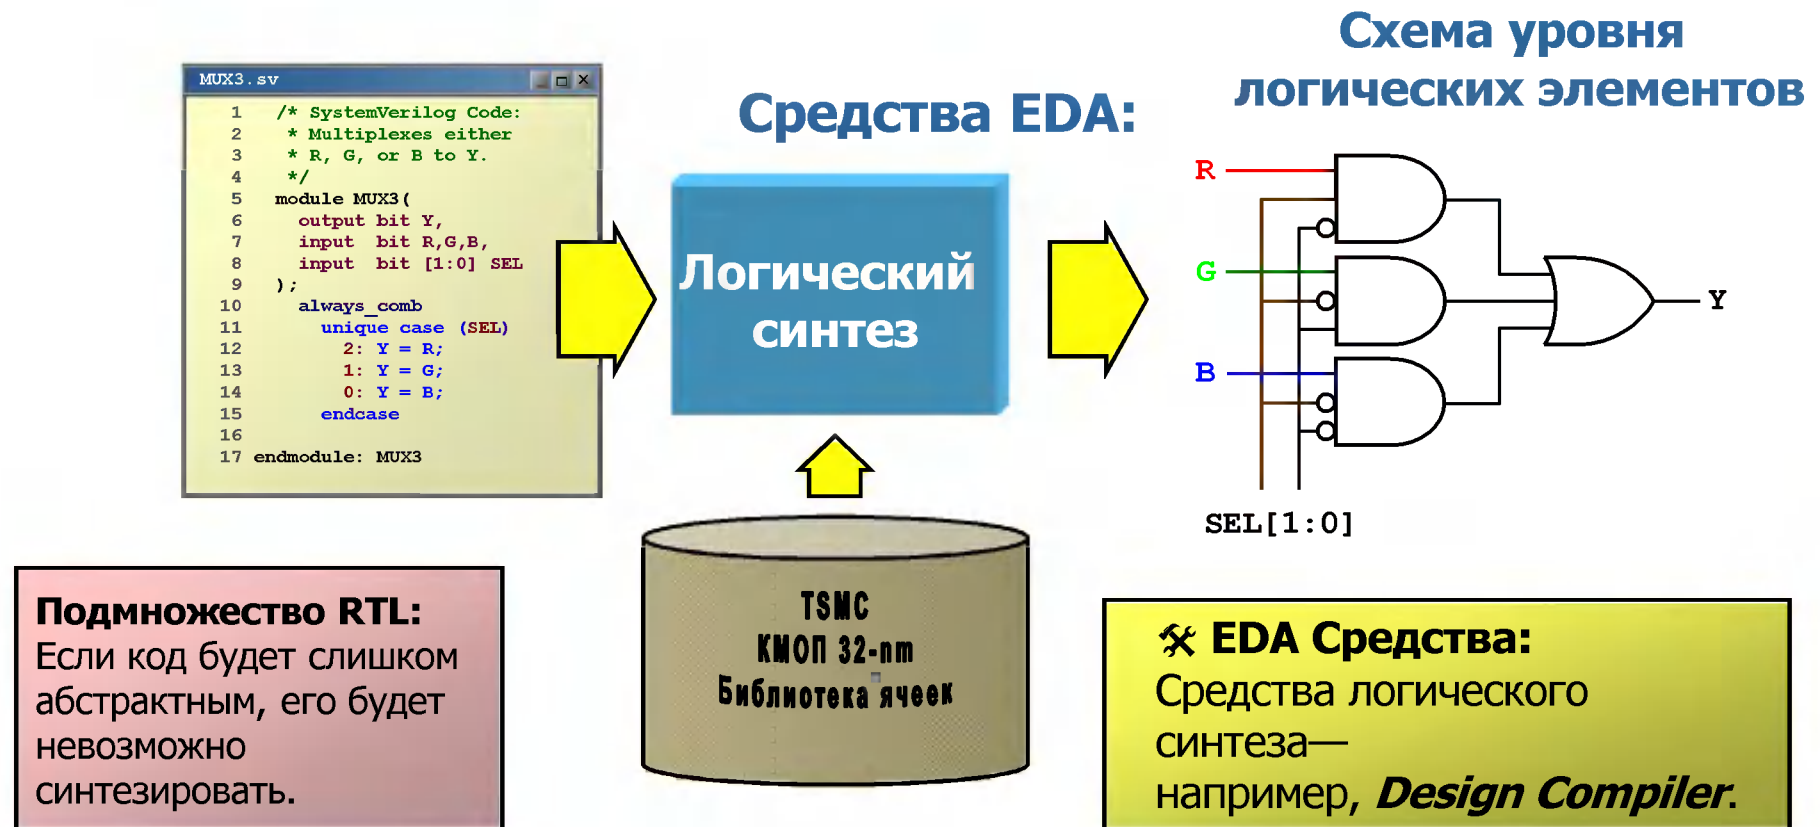 Схема уровня
логических элементов
Средства EDA:
MUX3.sv
1 /* SystemVerilog Code:
2 * Multiplexes either
3 * R, G, or B to Y.
4 */
5 module MUX3(
6 output bit Y,
7 input bit R,G,B,
8 input bit [1:0] SEL
9 );
10 always_comb
11 unique case (SEL)
12 2: Y = R;
13 1: Y = G;
14 0: Y = B;
15 endcase
16
17 endmodule: MUX3
Логический
синтез
R
G
B
Y
SEL[1:0]
TSMC
КМОП 32-nm
Библиотека ячеек
Подмножество RTL:
Если код будет слишком
абстрактным, его будет
невозможно
синтезировать.
🛠 EDA Средства:
Средства логического
синтеза—
например, Design Compiler.